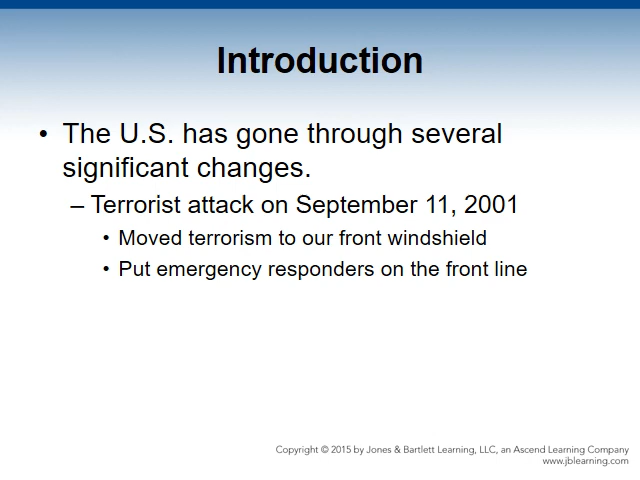 Introduction
• The U.S. has gone through several
significant changes.
– Terrorist attack on September 11, 2001
• Moved terrorism to our front windshield
• Put emergency responders on the front line
Copyright © 2015 by Jones & Bartlett Learning, LLC, an Ascend Learning Company
www.jblearning.com